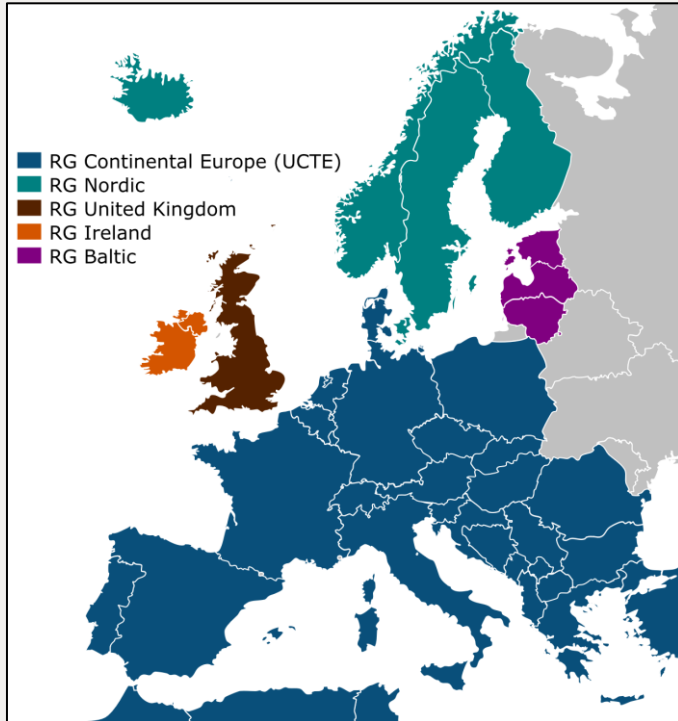 RG Continental Europe (UCTE)
RG Nordic
RG United Kingdom
RG Ireland
RG Baltic